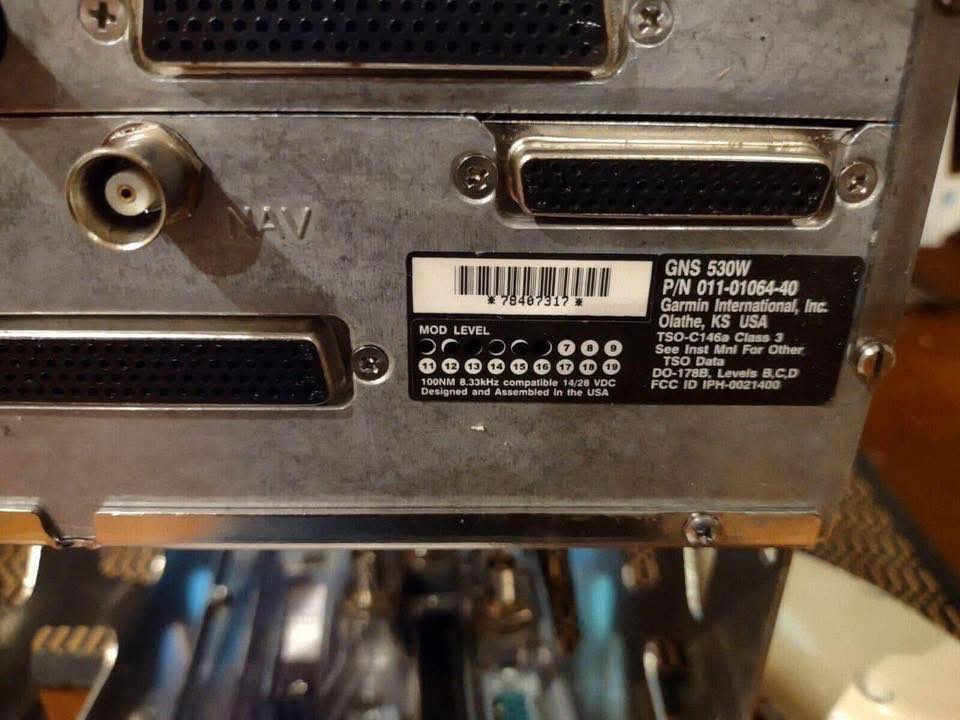 NAV
*78407317*
MOD LEVEL
7 8 9
11 12 13 14 15 16 17 18 19
100NM 8.33kHz compatible 14/28 VDC
Designed and Assembled in the USA
GNS 530W
P/N 011-01064-40
Garmin International, Inc.
Olathe, KS USA
TSO-C146a Class 3
See Inst Mnl For Other
TSO Data
DO-178B, Levels B,C,D
FCC ID IPH-0021400